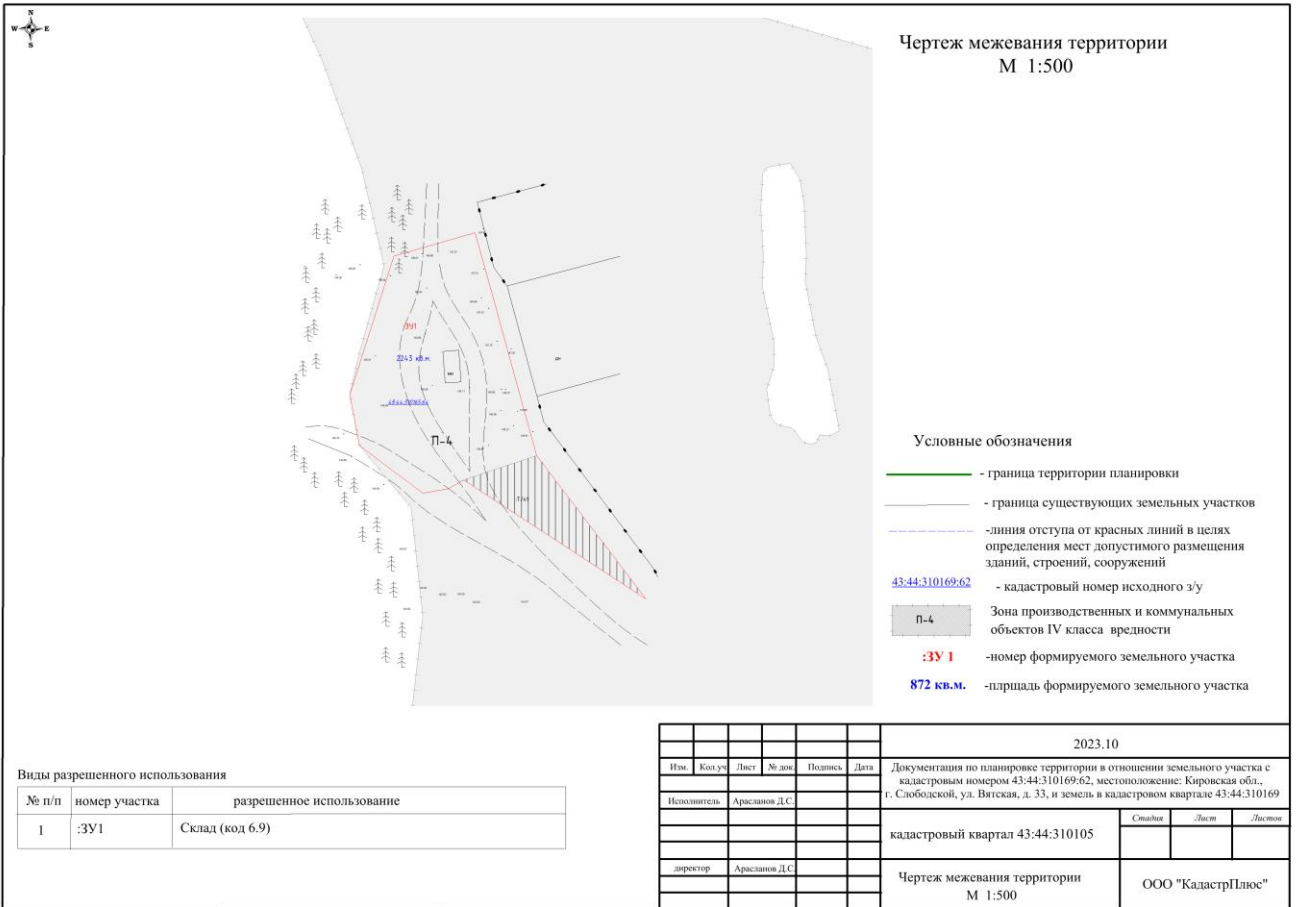 N
W E
S
Чертеж межевания территории
М 1:500
ЗУ1
2243 кв.м.
П-4
Условные обозначения
- граница территории планировки
- граница существующих земельных участков
-линия отступа от красных линий в целях
определения мест допустимого размещения
зданий, строений, сооружений
43:44:310169:62 - кадастровый номер исходного з/у
П-4
Зона производственных и коммунальных
объектов IV класса вредности
:ЗУ 1 -номер формируемого земельного участка
872 кв.м. -плрщадь формируемого земельного участка
Виды разрешенного использования
№ п/п номер участка разрешенное использование
1 :ЗУ1 Склад (код 6.9)
2023.10
Изм. Кол.уч Лист № док. Подпись Дата
Документация по планировке территории в отношении земельного участка с
кадастровым номером 43:44:310169:62, местоположение: Кировская обл.,
г. Слободской, ул. Вятская, д. 33, и земель в кадастровом квартале 43:44:310169
Исполнитель Арасланов Д.С.
кадастровый квартал 43:44:310105
Стадия Лист Листов
директор Арасланов Д.С.
Чертеж межевания территории
М 1:500
ООО "КадастрПлюс"